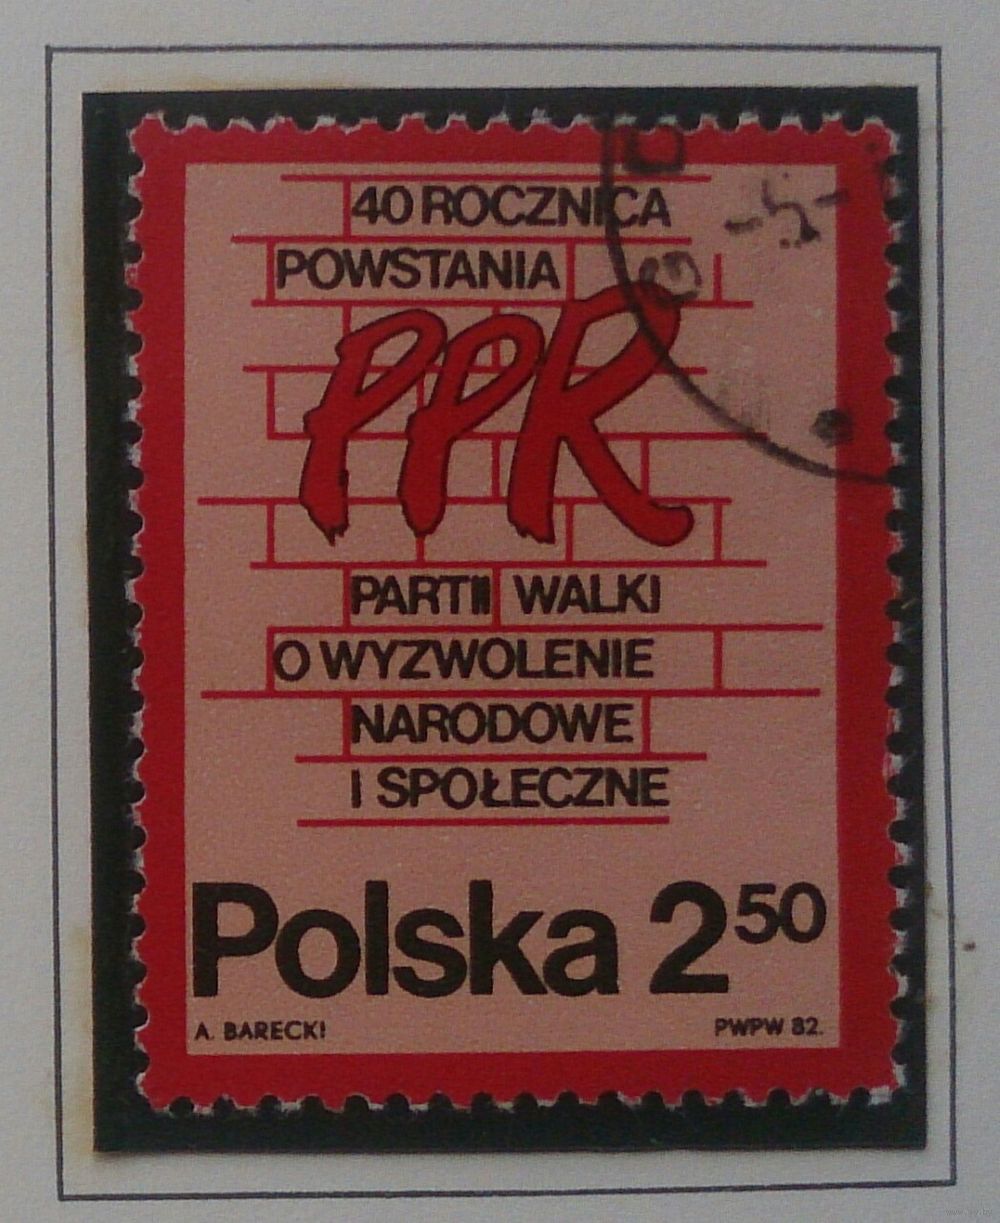 40 ROCZNICA
POWSTANIA
PPR
PARTII WALKI
O WYZWOLENIE
NARODOWE
I SPOŁECZNE
Polska 2 50
A. BARECKI
PWPW 82.